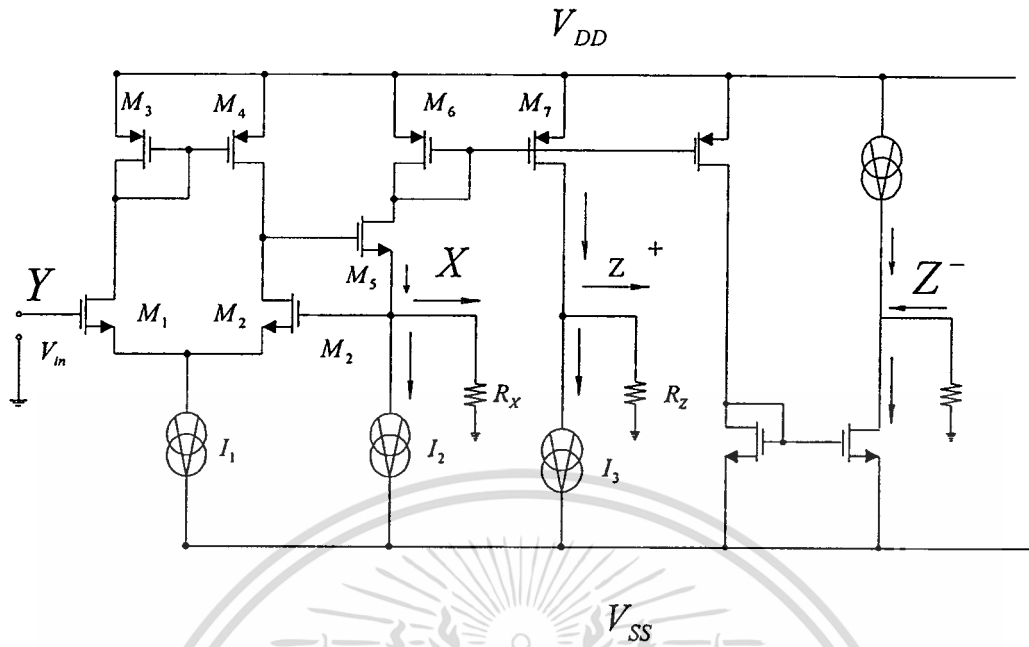 V_DD
M_3 M_4 M_6 M_7
M_5 X Z^+ Z^-
Y M_1 M_2 M_2
V_in
R_X R_Z
I_1 I_2 I_3
V_SS